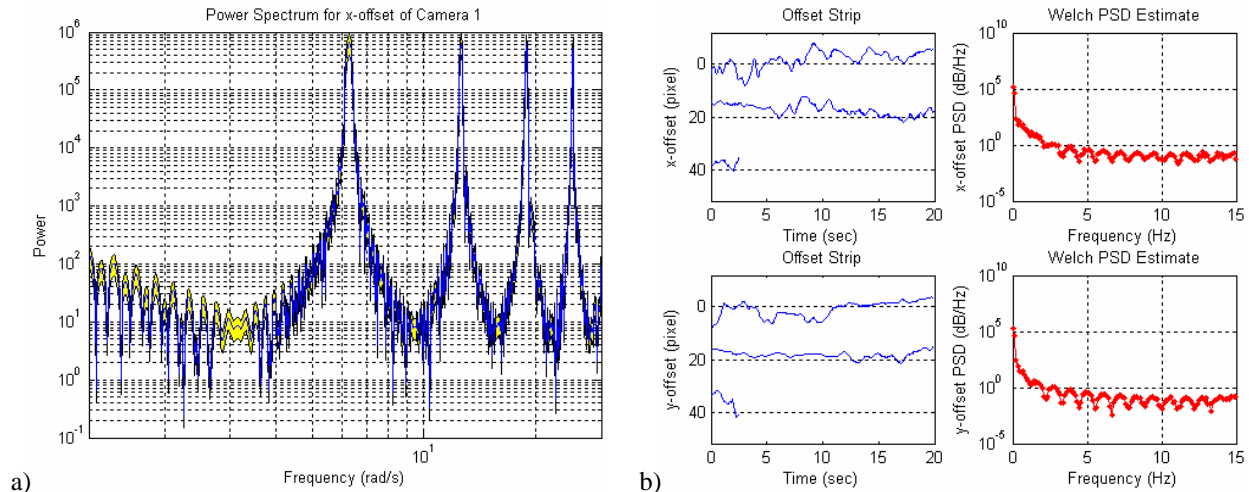 Power Spectrum for x-offset of Camera 1
10^6
10^5
10^4
10^3
10^2
10^1
10^0
10^-1
Power
10^1
Frequency (rad/s)
a)
Offset Strip
x-offset (pixel)
0
20
40
0 5 10 15 20
Time (sec)
Welch PSD Estimate
x-offset PSD (dB/Hz)
10^10
10^5
10^0
10^-5
0 5 10 15
Frequency (Hz)
Offset Strip
y-offset (pixel)
0
20
40
0 5 10 15 20
Time (sec)
Welch PSD Estimate
y-offset PSD (dB/Hz)
10^10
10^5
10^0
10^-5
0 5 10 15
Frequency (Hz)
b)